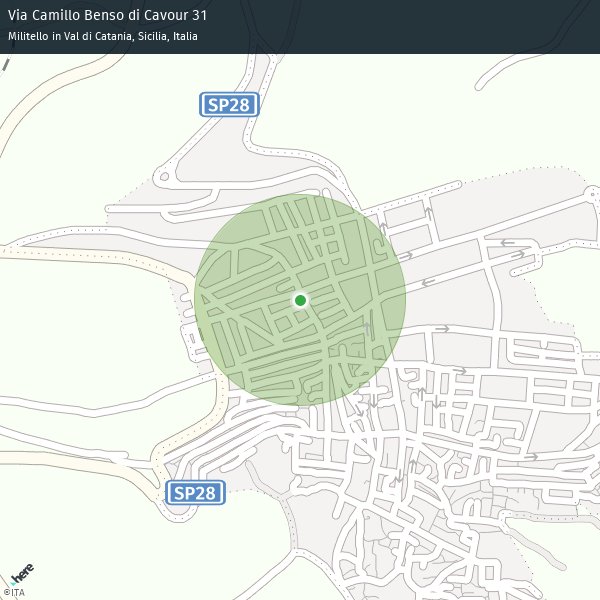 Via Camillo Benso di Cavour 31
Militello in Val di Catania, Sicilia, Italia
SP28
SP28
here
©ITA